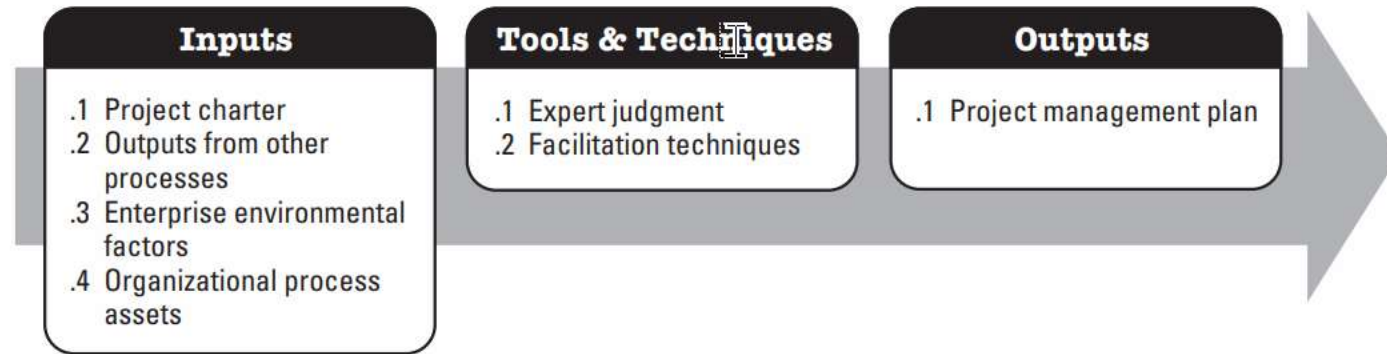 Inputs
.1 Project charter
.2 Outputs from other
processes
.3 Enterprise environmental
factors
.4 Organizational process
assets
Tools & Techniques
.1 Expert judgment
.2 Facilitation techniques
Outputs
.1 Project management plan